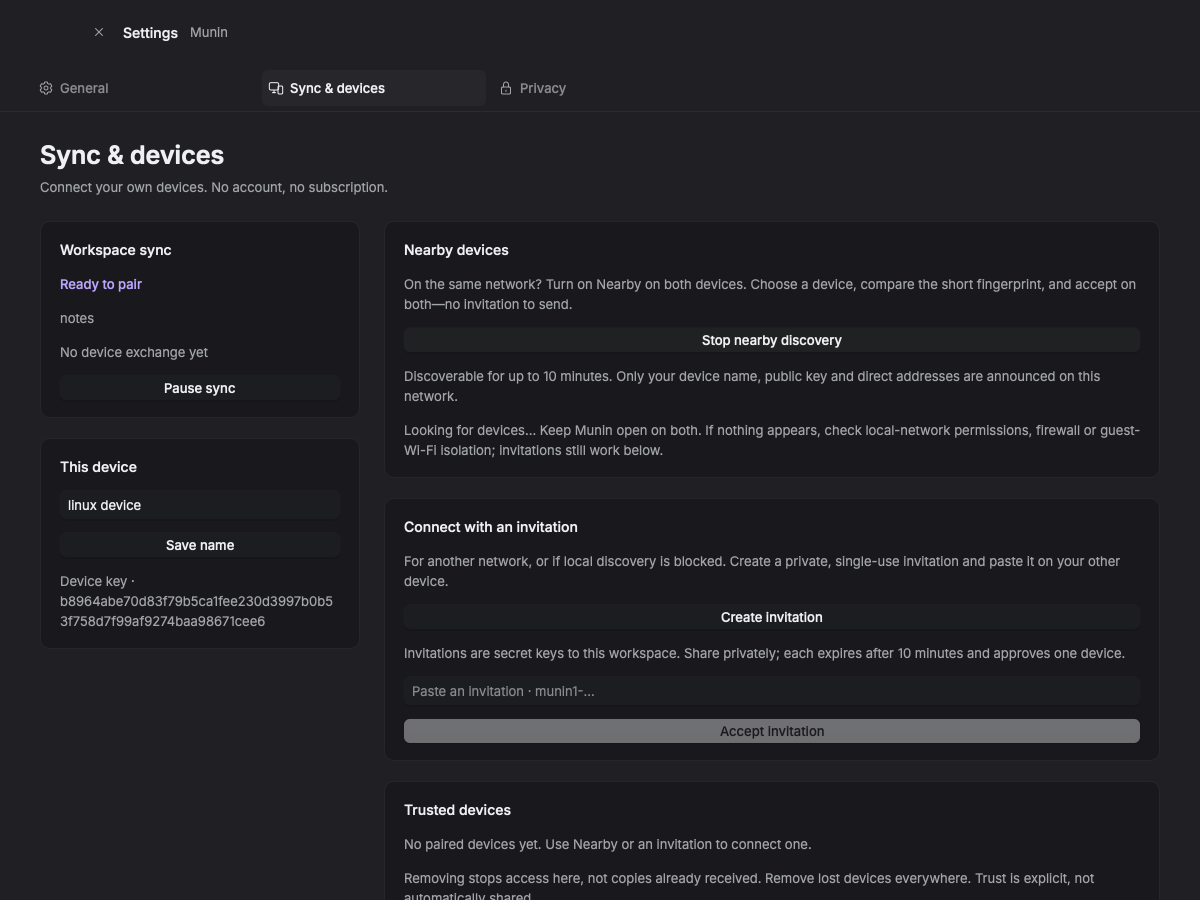 Settings Munin
General
Sync & devices
Privacy
Sync & devices
Connect your own devices. No account, no subscription.
Workspace sync
Ready to pair
notes
No device exchange yet
Pause sync
This device
linux device
Save name
Device key ·
b8964abe70d83f79b5ca1fee230d3997b0b5
3f758d7f99af9274baa98671cee6
Nearby devices
On the same network? Turn on Nearby on both devices. Choose a device, compare the short fingerprint, and accept on
both—no invitation to send.
Stop nearby discovery
Discoverable for up to 10 minutes. Only your device name, public key and direct addresses are announced on this
network.
Looking for devices... Keep Munin open on both. If nothing appears, check local-network permissions, firewall or guest-
Wi-Fi isolation; invitations still work below.
Connect with an invitation
For another network, or if local discovery is blocked. Create a private, single-use invitation and paste it on your other
device.
Create invitation
Invitations are secret keys to this workspace. Share privately; each expires after 10 minutes and approves one device.
Paste an invitation · munin1-...
Accept invitation
Trusted devices
No paired devices yet. Use Nearby or an invitation to connect one.
Removing stops access here, not copies already received. Remove lost devices everywhere. Trust is explicit, not
automatically shared.